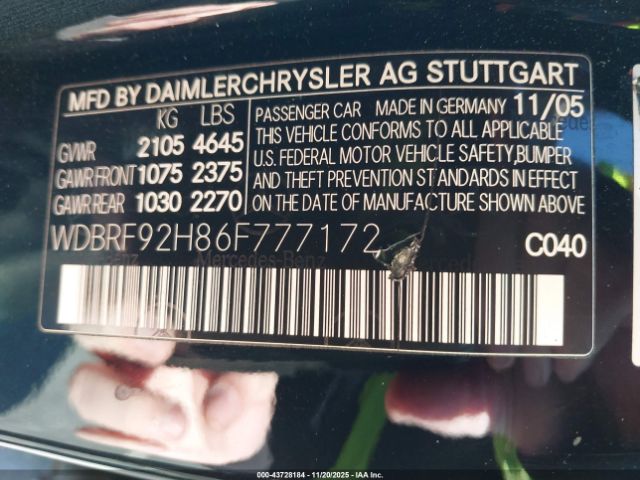 MFD BY DAIMLERCHRYSLER AG STUTTGART
KG LBS
GVWR 2105 4645
GAWR FRONT 1075 2375
GAWR REAR 1030 2270
PASSENGER CAR MADE IN GERMANY 11/05
THIS VEHICLE CONFORMS TO ALL APPLICABLE
U.S. FEDERAL MOTOR VEHICLE SAFETY,BUMPER
AND THEFT PREVENTION STANDARDS IN EFFECT
ON THE DATE OF MANUFACTURE SHOWN ABOVE
WDBRF92H86F777172
C040
Mercedes-Benz
000-43728184 - 11/20/2025 - IAA Inc.